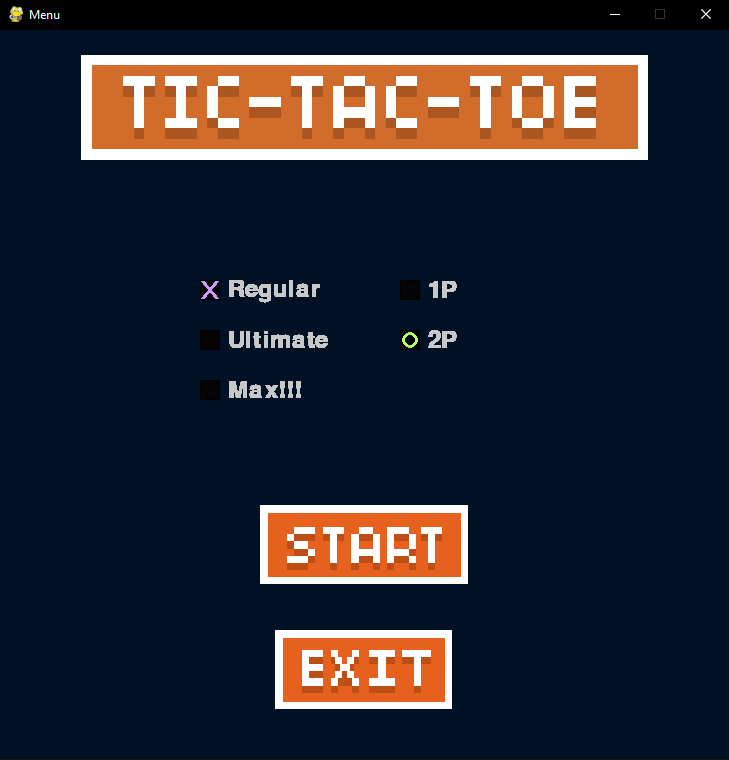 Menu
TIC-TAC-TOE
Regular
1P
Ultimate
2P
Max!!!
START
EXIT